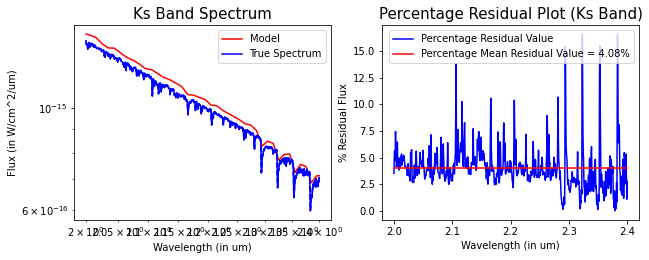 Ks Band Spectrum
Model
True Spectrum
Flux (in W/cm^2/um)
10⁻¹⁵
6 × 10⁻¹⁶
2 × 10⁰
Wavelength (in um)
Percentage Residual Plot (Ks Band)
Percentage Residual Value
Percentage Mean Residual Value = 4.08%
% Residual Flux
15.0
12.5
10.0
7.5
5.0
2.5
0.0
2.0 2.1 2.2 2.3 2.4
Wavelength (in um)